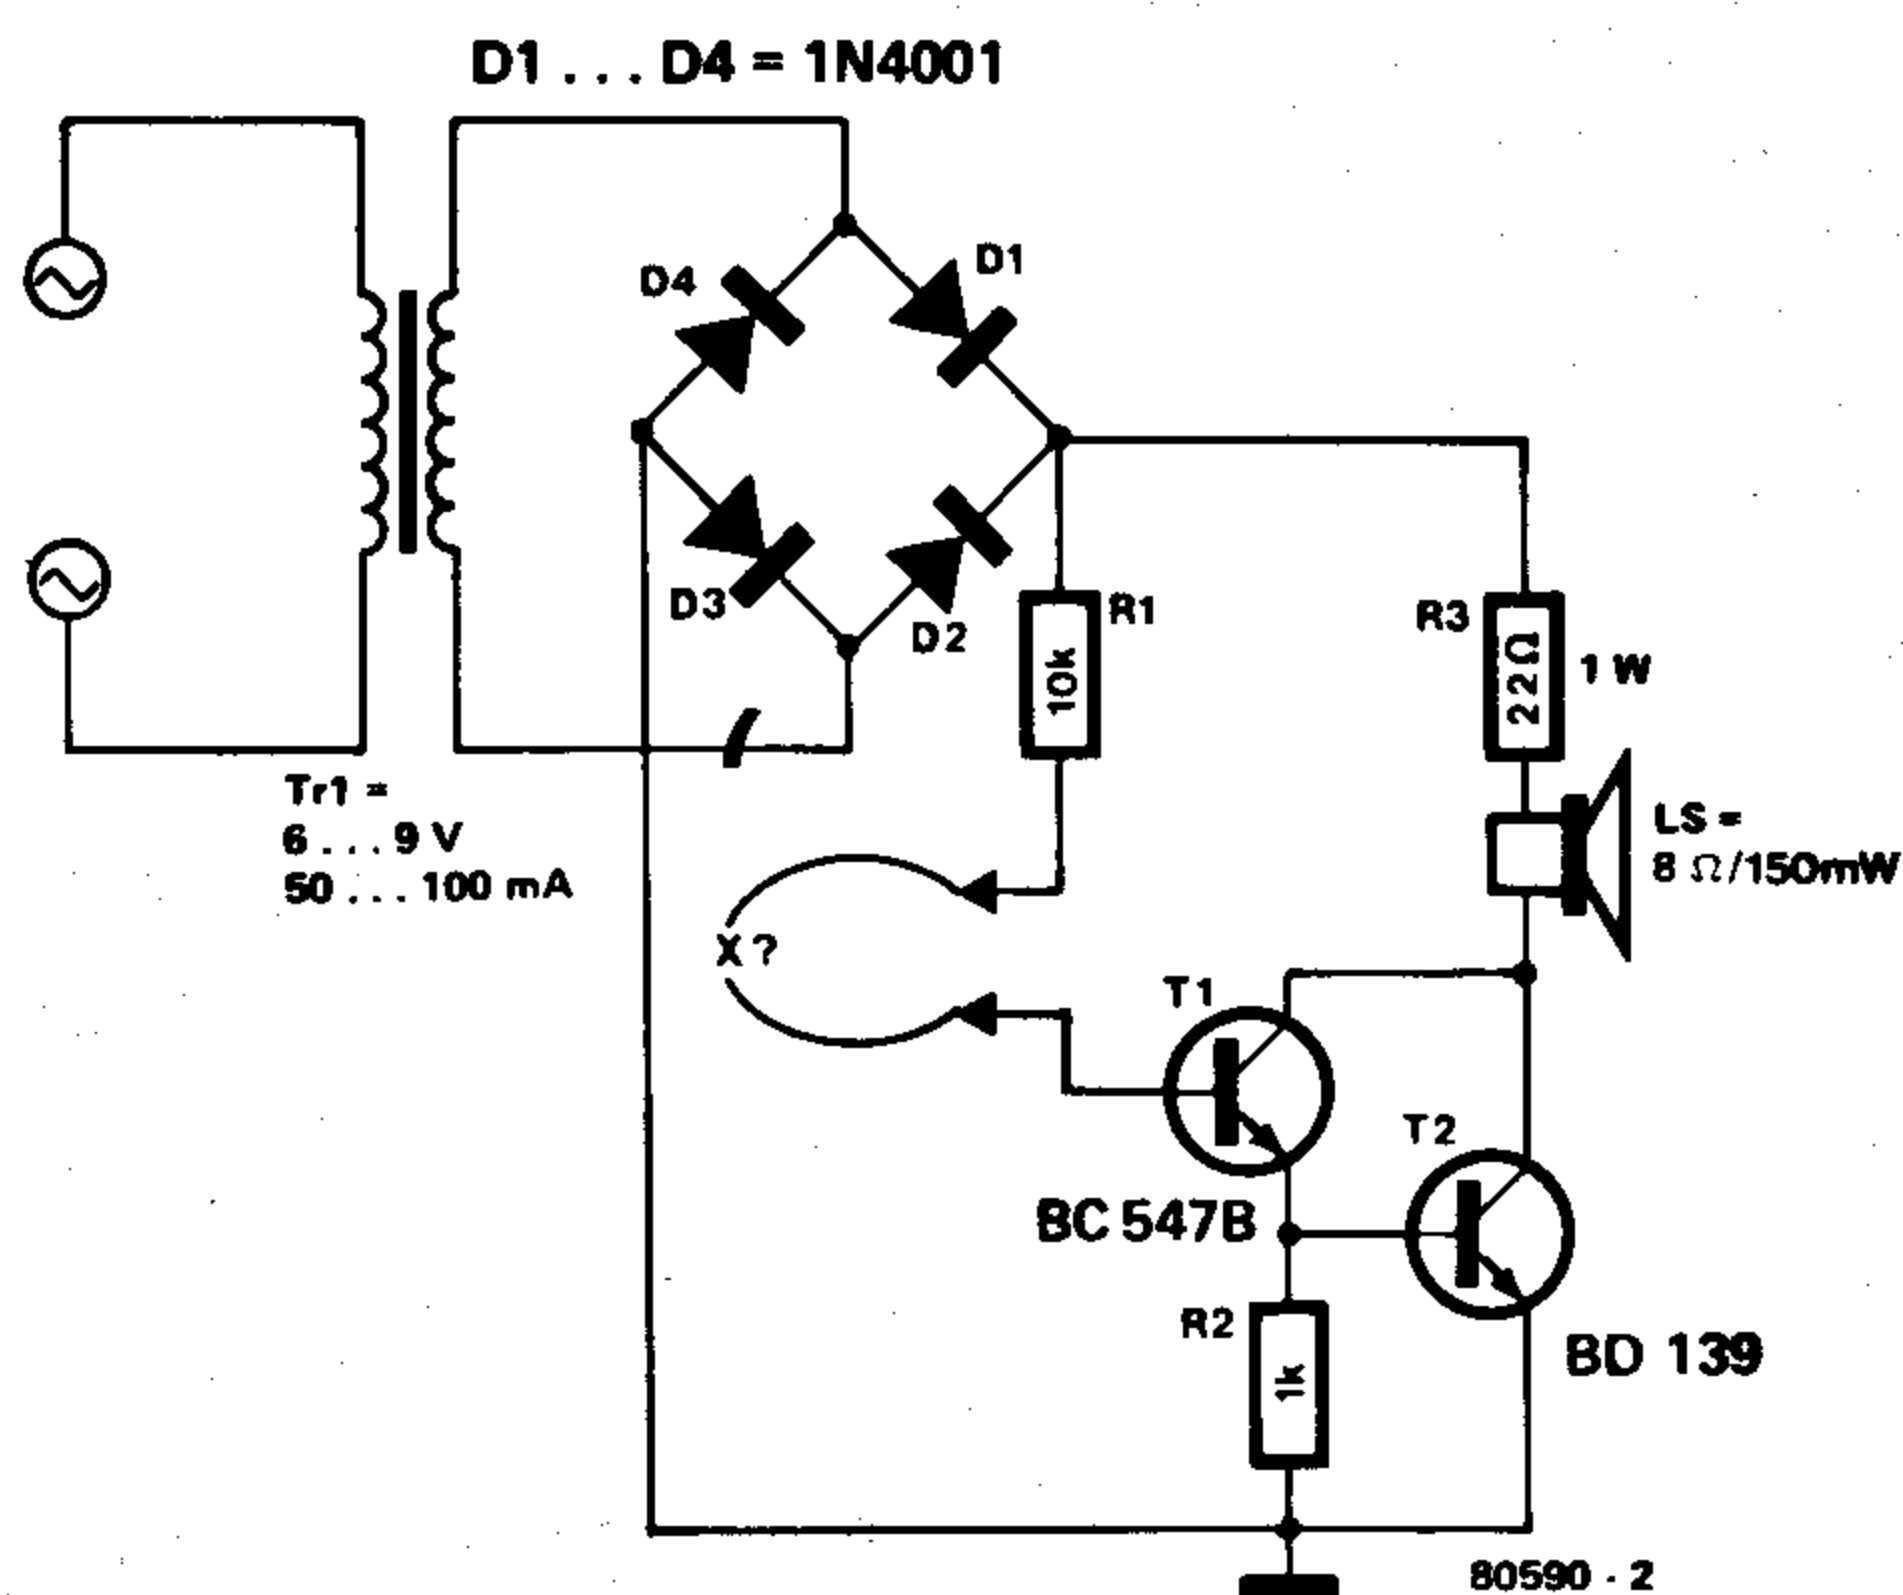 D1 . . . D4 = 1N4001
D4
D1
D3
D2
R1
10k
R3
22Ω
1 W
Tr1 =
6 . . . 9 V
50 . . . 100 mA
LS =
8 Ω/150mW
X ?
T1
BC 547B
T2
BD 139
R2
1k
80590 - 2